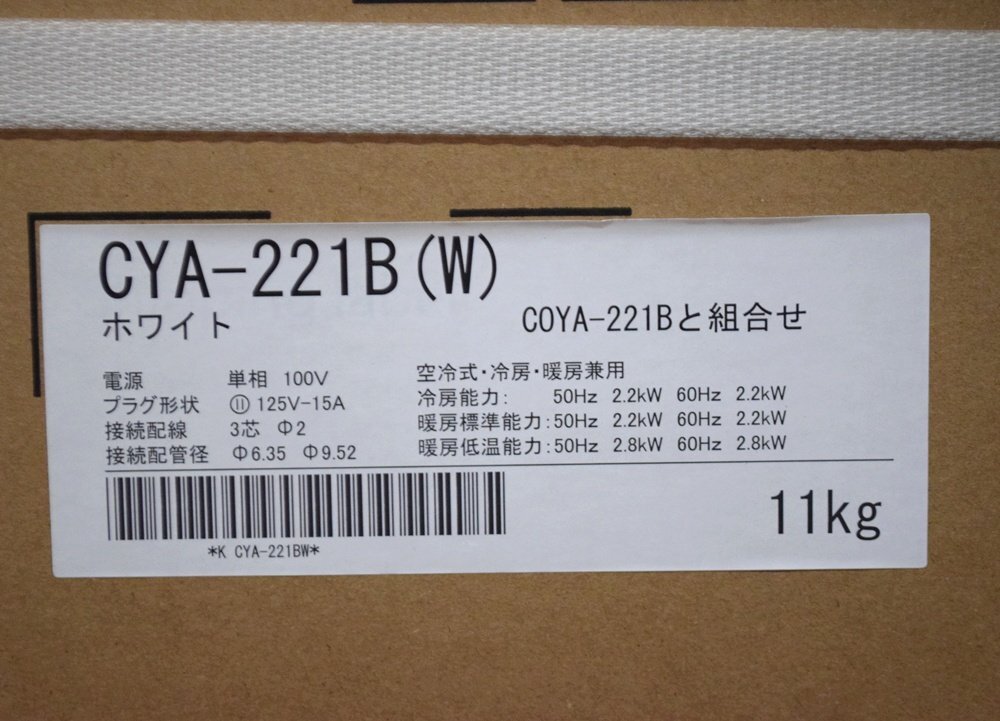 CYA-221B(W)
ホワイト
COYA-221Bと組合せ
電源 単相 100V
プラグ形状 ⑪ 125V-15A
接続配線 3芯 Φ2
接続配管径 Φ6.35 Φ9.52
空冷式・冷房・暖房兼用
冷房能力: 50Hz 2.2kW 60Hz 2.2kW
暖房標準能力:50Hz 2.2kW 60Hz 2.2kW
暖房低温能力:50Hz 2.8kW 60Hz 2.8kW
*K CYA-221BW*
11kg